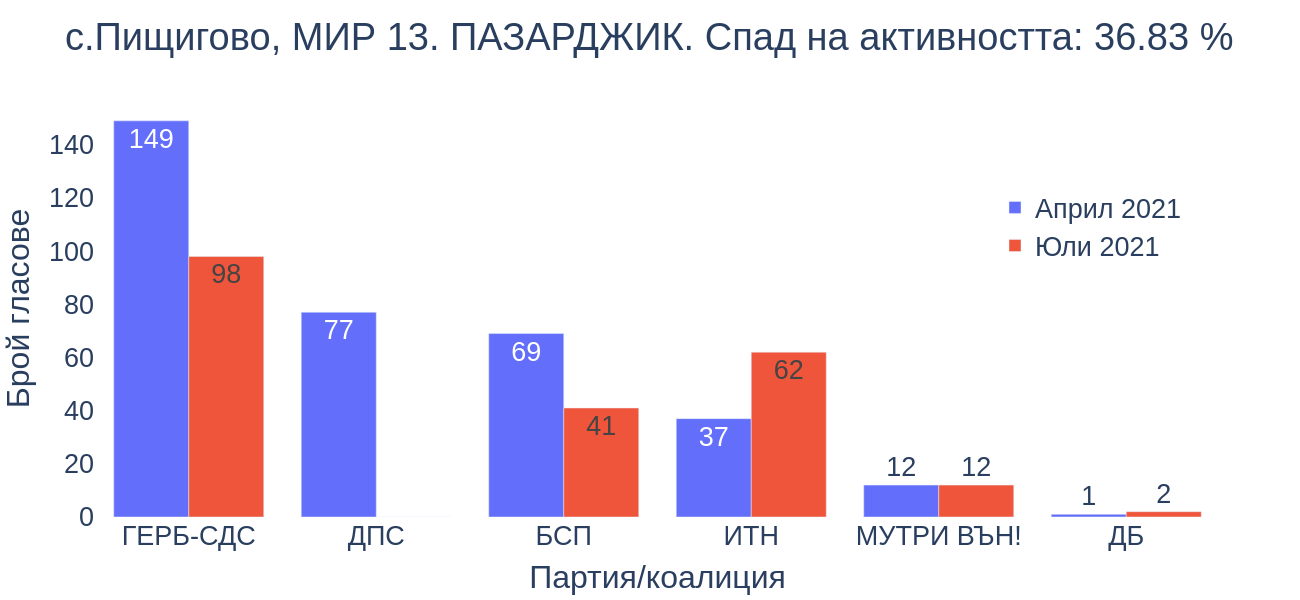 с.Пищигово, МИР 13. ПАЗАРДЖИК. Спад на активността: 36.83 %
Брой гласове
140
120
100
80
60
40
20
0
149
98
77
69
41
37
62
12
12
1
2
Април 2021
Юли 2021
ГЕРБ-СДС
ДПС
БСП
ИТН
МУТРИ ВЪН!
ДБ
Партия/коалиция